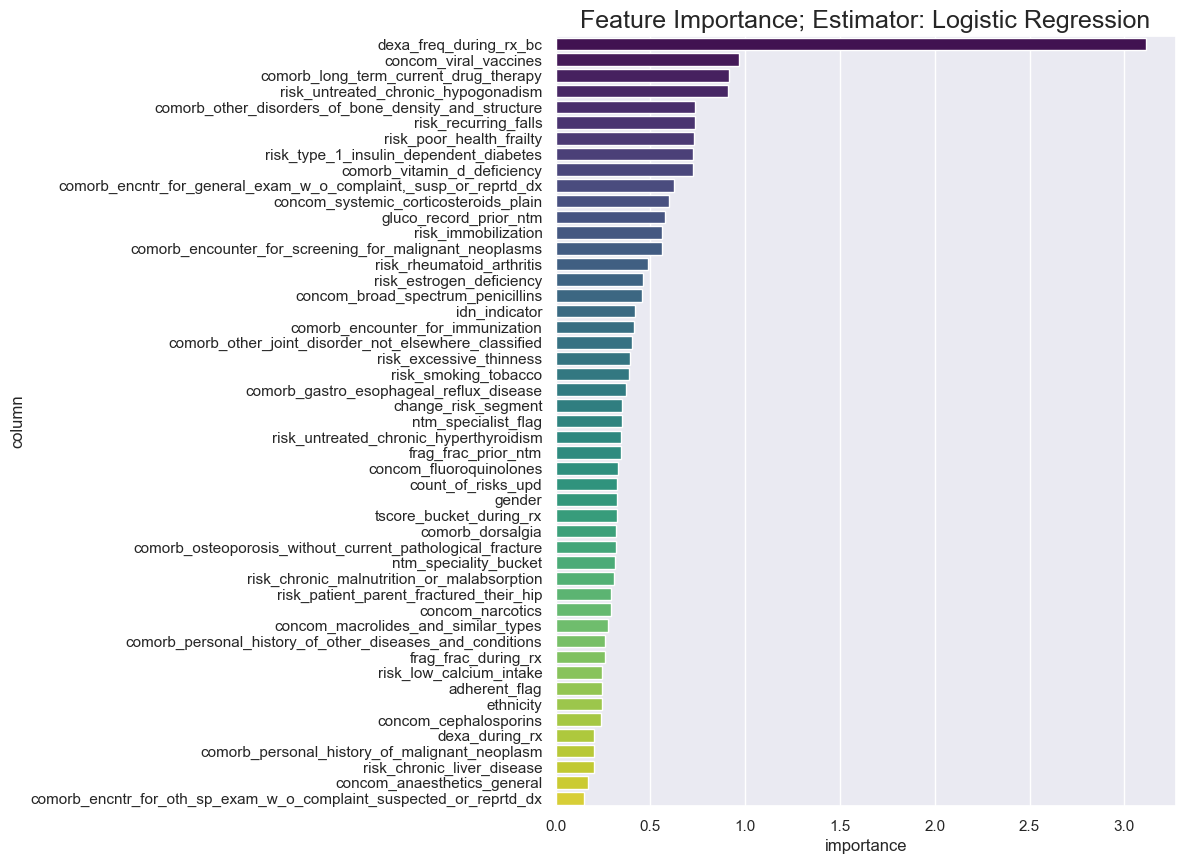 Feature Importance; Estimator: Logistic Regression
dexa_freq_during_rx_bc
concom_viral_vaccines
comorb_long_term_current_drug_therapy
risk_untreated_chronic_hypogonadism
comorb_other_disorders_of_bone_density_and_structure
risk_recurring_falls
risk_poor_health_frailty
risk_type_1_insulin_dependent_diabetes
comorb_vitamin_d_deficiency
comorb_encntr_for_general_exam_w_o_complaint,_susp_or_reprtd_dx
concom_systemic_corticosteroids_plain
gluco_record_prior_ntm
risk_immobilization
comorb_encounter_for_screening_for_malignant_neoplasms
risk_rheumatoid_arthritis
risk_estrogen_deficiency
concom_broad_spectrum_penicillins
idn_indicator
comorb_encounter_for_immunization
comorb_other_joint_disorder_not_elsewhere_classified
risk_excessive_thinness
risk_smoking_tobacco
comorb_gastro_esophageal_reflux_disease
change_risk_segment
ntm_specialist_flag
risk_untreated_chronic_hyperthyroidism
frag_frac_prior_ntm
concom_fluoroquinolones
count_of_risks_upd
gender
tscore_bucket_during_rx
comorb_dorsalgia
comorb_osteoporosis_without_current_pathological_fracture
ntm_speciality_bucket
risk_chronic_malnutrition_or_malabsorption
risk_patient_parent_fractured_their_hip
concom_narcotics
concom_macrolides_and_similar_types
comorb_personal_history_of_other_diseases_and_conditions
frag_frac_during_rx
risk_low_calcium_intake
adherent_flag
ethnicity
concom_cephalosporins
dexa_during_rx
comorb_personal_history_of_malignant_neoplasm
risk_chronic_liver_disease
concom_anaesthetics_general
comorb_encntr_for_oth_sp_exam_w_o_complaint_suspected_or_reprtd_dx
column
0.0 0.5 1.0 1.5 2.0 2.5 3.0
importance